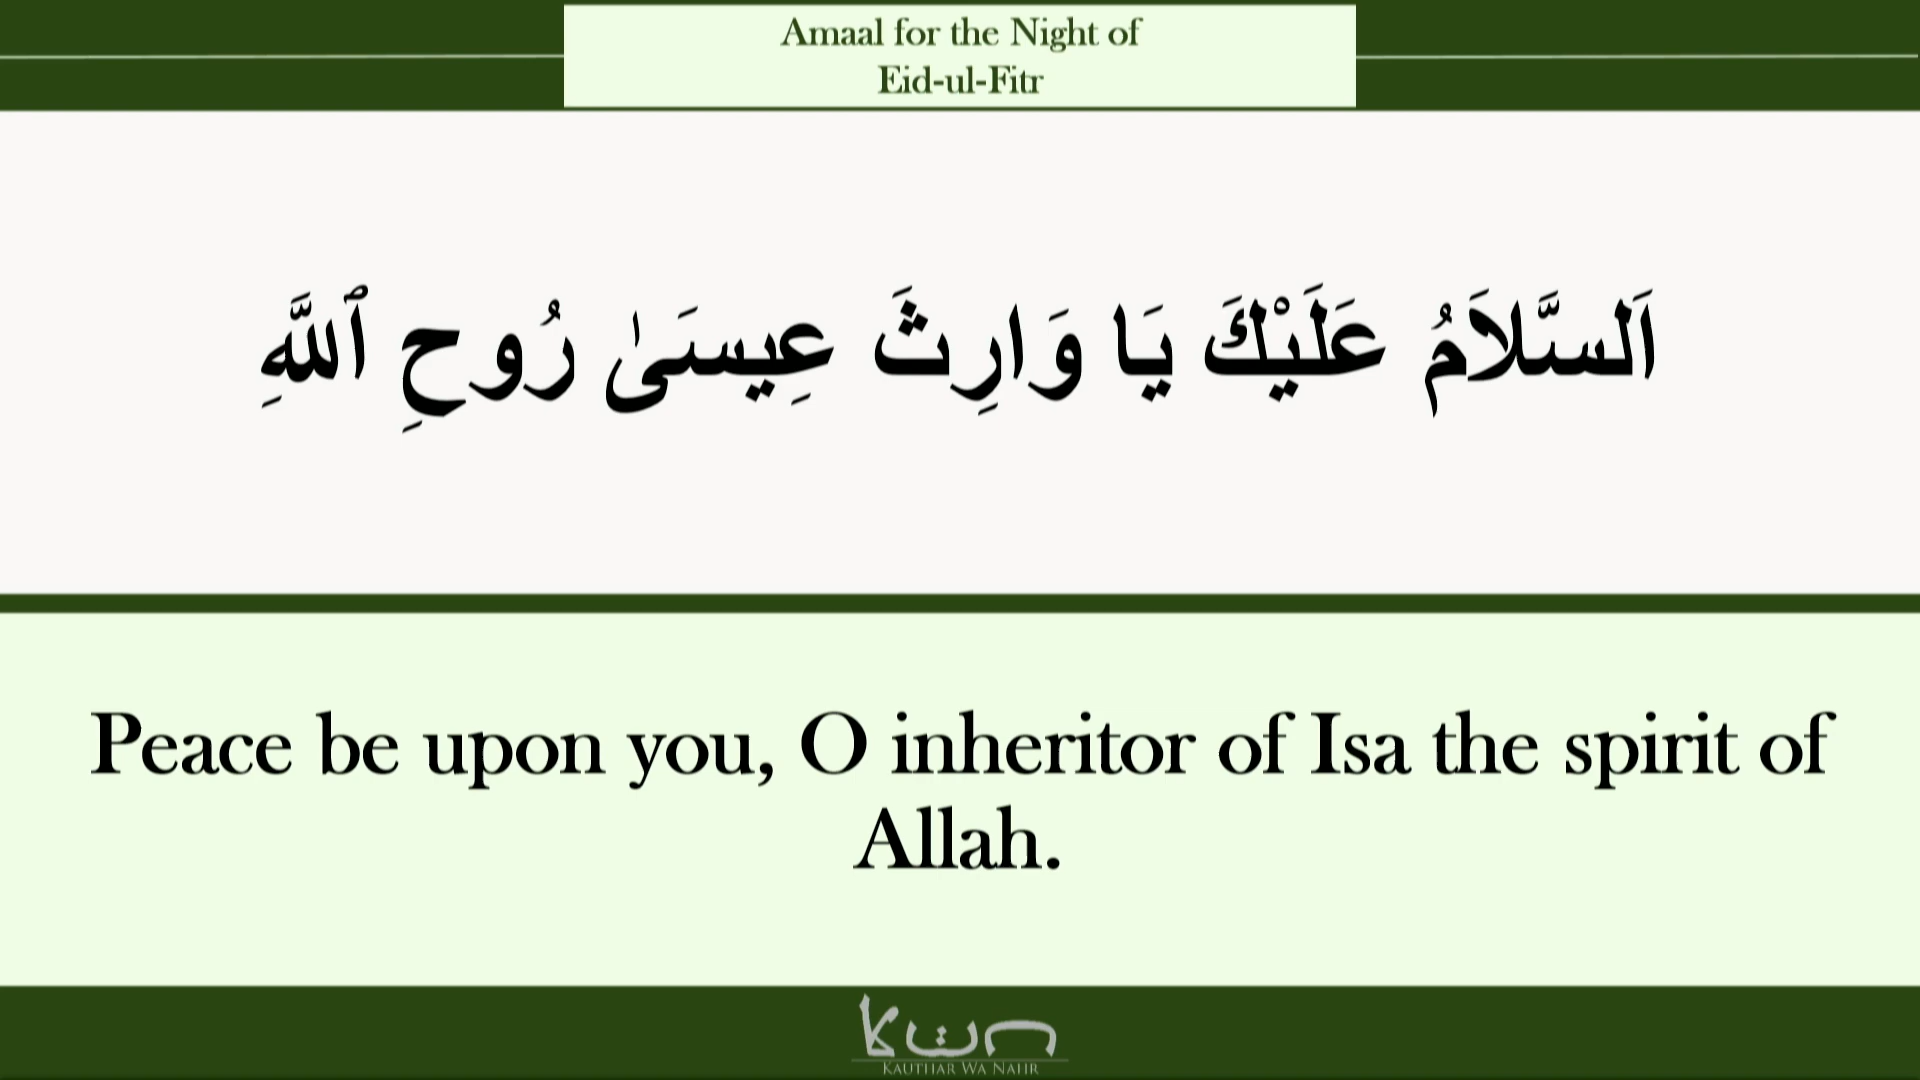 Amaal for the Night of
Eid-ul-Fitr
اَلسَّلاَمُ عَلَيْكَ يَا وَارِثَ عِيسَىٰ رُوحِ ٱللَّهِ
Peace be upon you, O inheritor of Isa the spirit of
Allah.
KWN
KAUTHAR WA NAHR